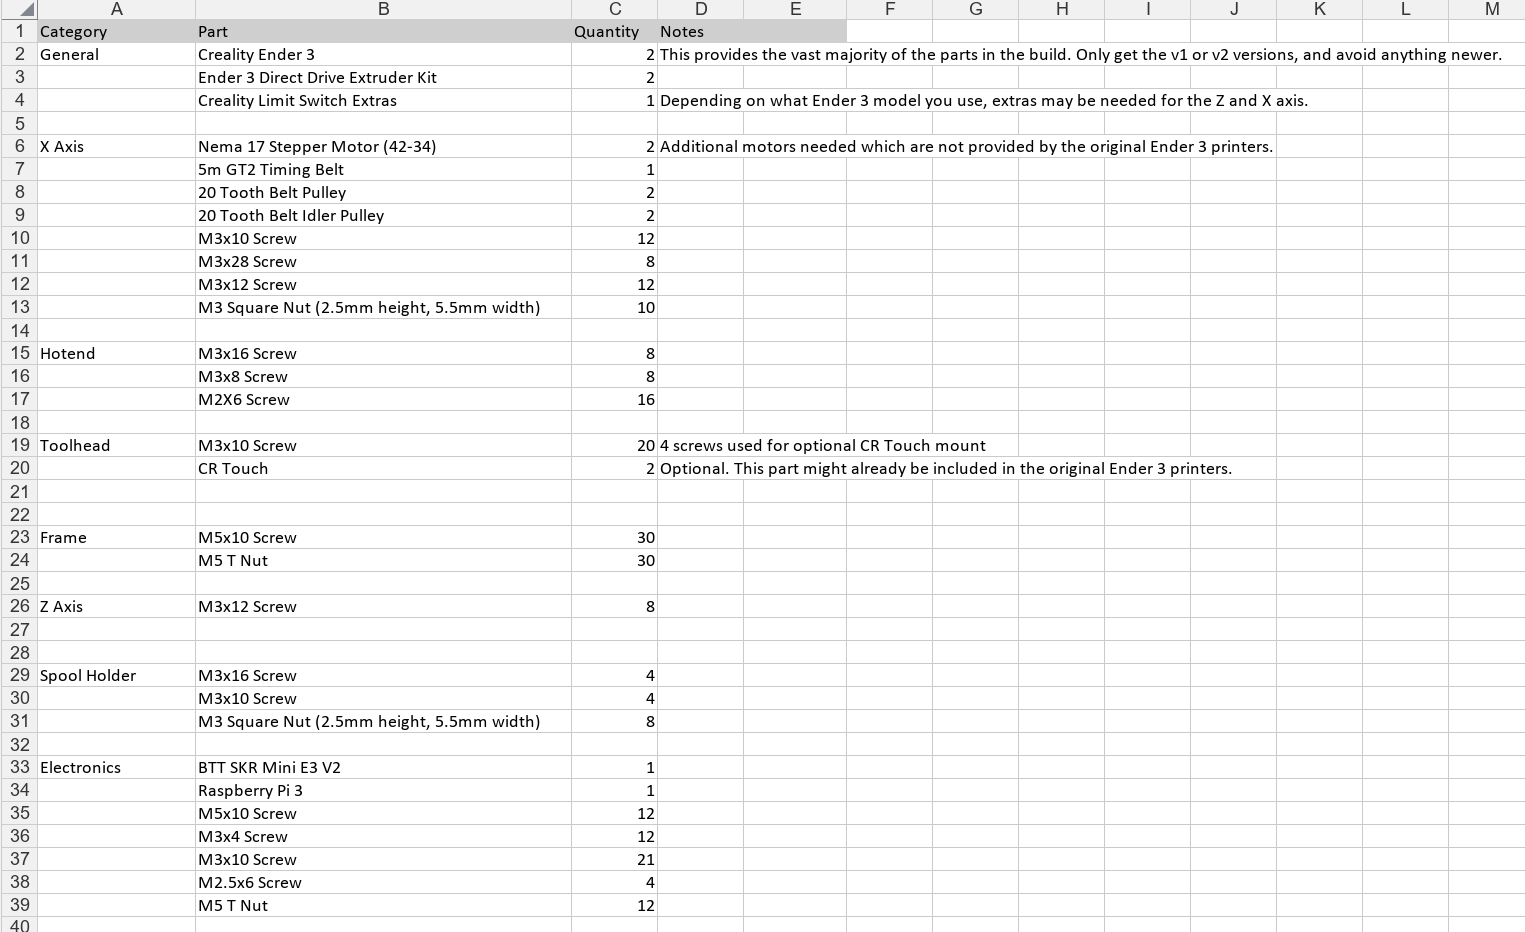 A B C D E F G H I J K L M
1 Category Part Quantity Notes
2 General Creality Ender 3 2 This provides the vast majority of the parts in the build. Only get the v1 or v2 versions, and avoid anything newer.
3 Ender 3 Direct Drive Extruder Kit 2
4 Creality Limit Switch Extras 1 Depending on what Ender 3 model you use, extras may be needed for the Z and X axis.
5
6 X Axis Nema 17 Stepper Motor (42-34) 2 Additional motors needed which are not provided by the original Ender 3 printers.
7 5m GT2 Timing Belt 1
8 20 Tooth Belt Pulley 2
9 20 Tooth Belt Idler Pulley 2
10 M3x10 Screw 12
11 M3x28 Screw 8
12 M3x12 Screw 12
13 M3 Square Nut (2.5mm height, 5.5mm width) 10
14
15 Hotend M3x16 Screw 8
16 M3x8 Screw 8
17 M2X6 Screw 16
18
19 Toolhead M3x10 Screw 20 4 screws used for optional CR Touch mount
20 CR Touch 2 Optional. This part might already be included in the original Ender 3 printers.
21
22
23 Frame M5x10 Screw 30
24 M5 T Nut 30
25
26 Z Axis M3x12 Screw 8
27
28
29 Spool Holder M3x16 Screw 4
30 M3x10 Screw 4
31 M3 Square Nut (2.5mm height, 5.5mm width) 8
32
33 Electronics BTT SKR Mini E3 V2 1
34 Raspberry Pi 3 1
35 M5x10 Screw 12
36 M3x4 Screw 12
37 M3x10 Screw 21
38 M2.5x6 Screw 4
39 M5 T Nut 12
40